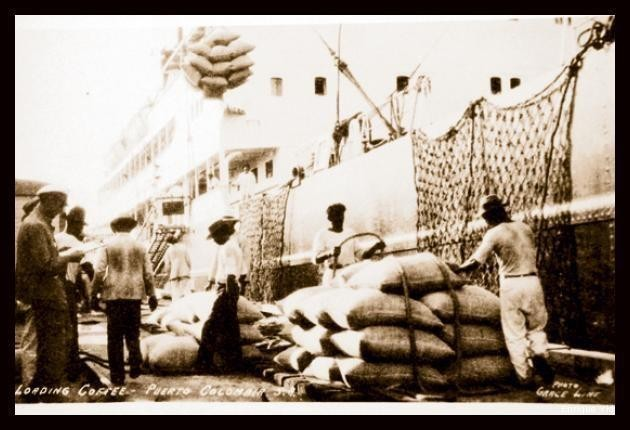 LOADING COFFEE - PUERTO COLOMBIA S.A.
PHOTO
GRACE LINE